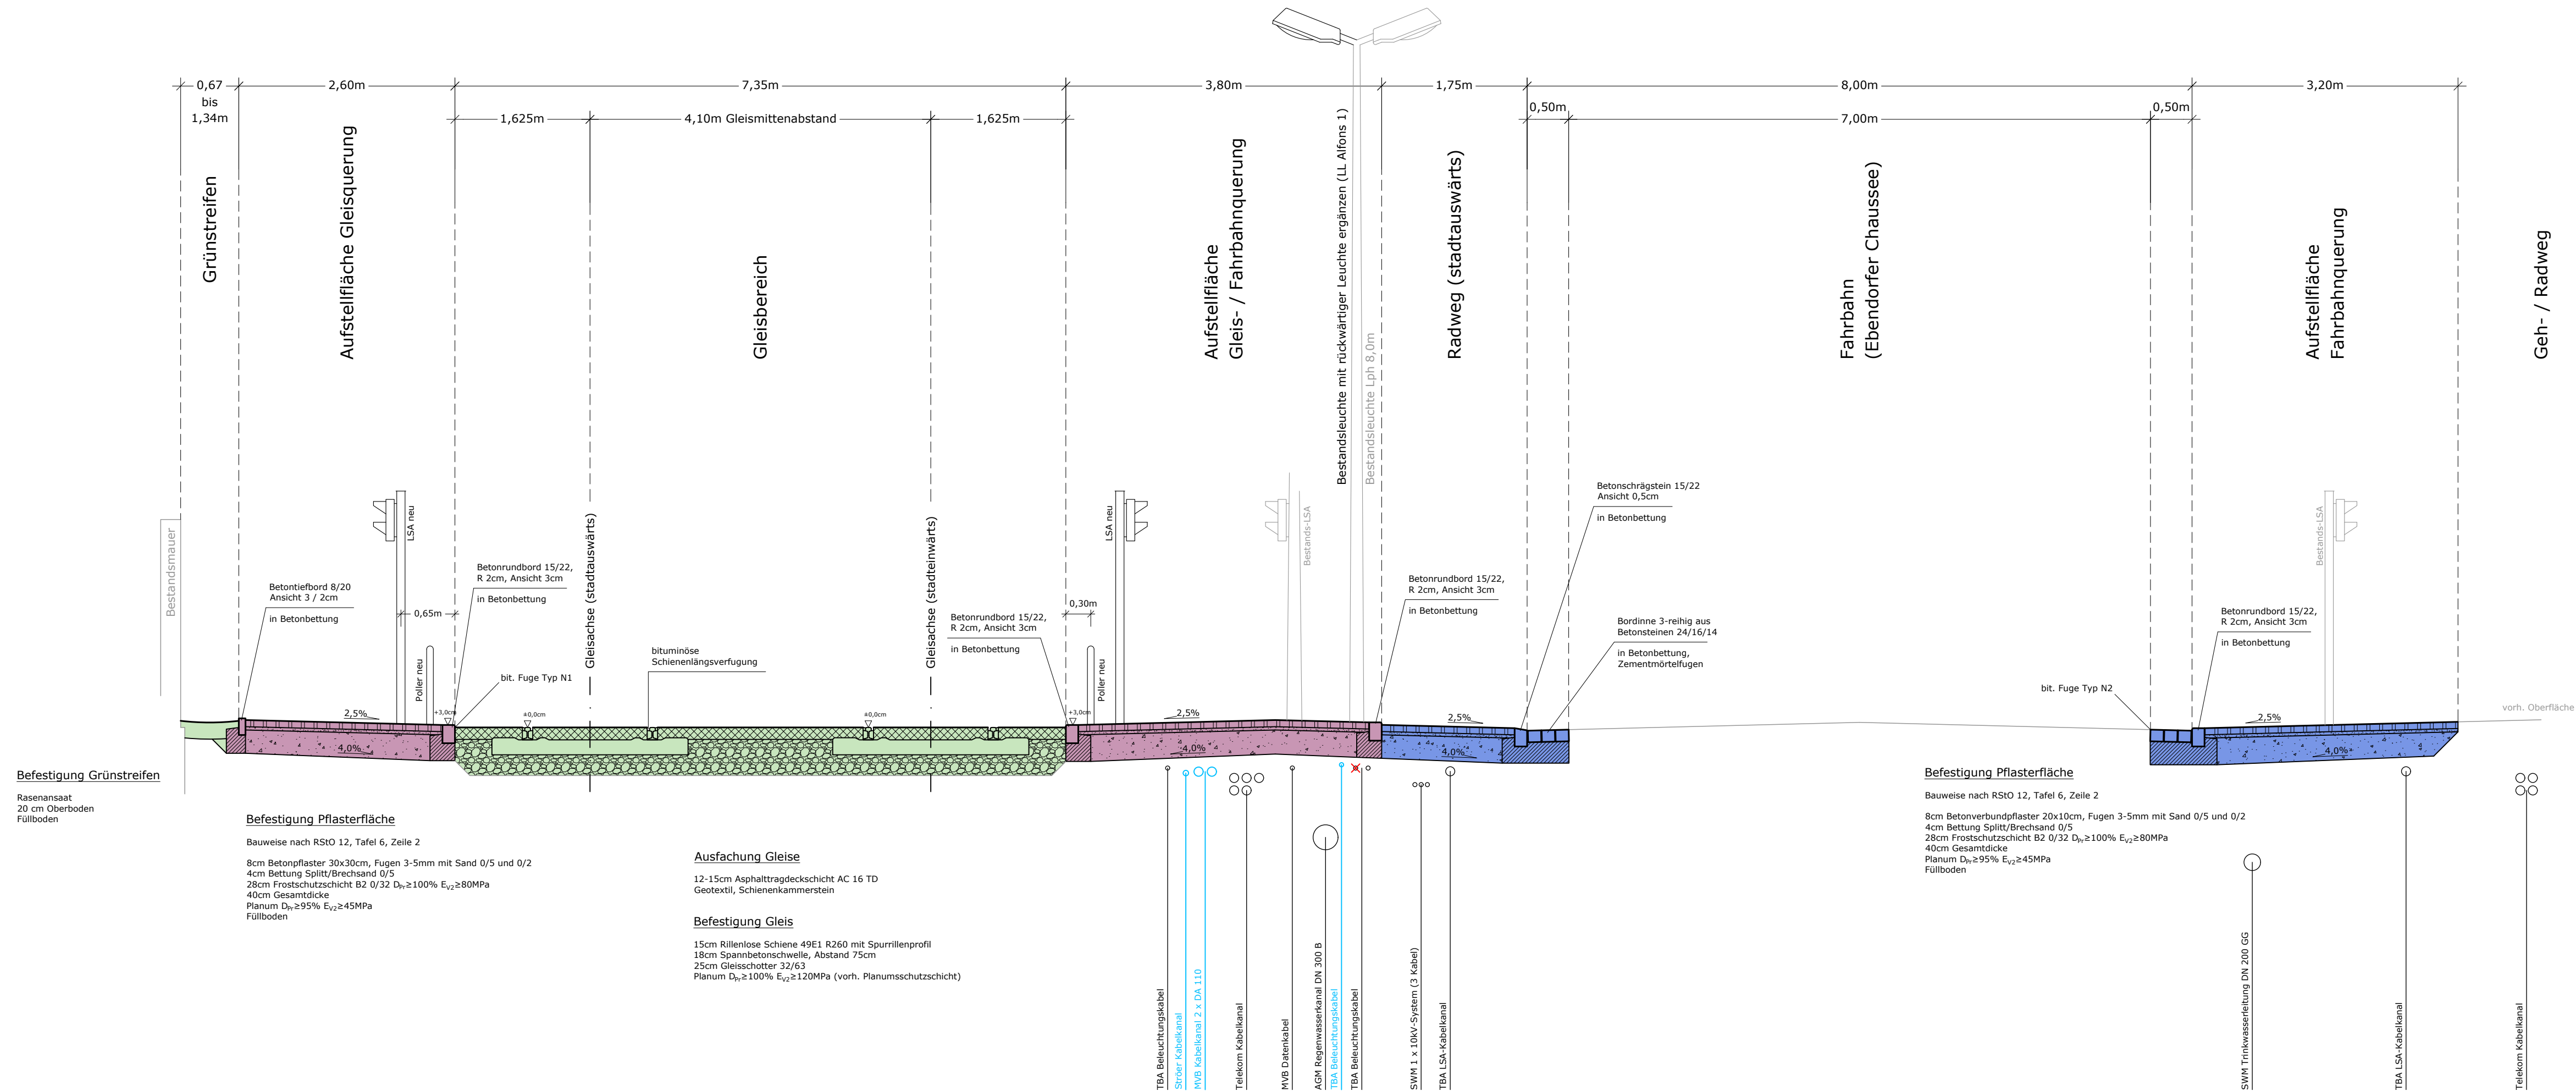 0,67
bis
1,34m
2,60m
7,35m
3,80m
1,75m
8,00m
3,20m
1,625m
4,10m Gleismittenabstand
1,625m
0,50m
7,00m
0,50m
Grünstreifen
Aufstellfläche Gleisquerung
Gleisbereich
Aufstellfläche
Gleis- / Fahrbahnquerung
Bestandsleuchte mit rückwärtiger Leuchte ergänzen (LL Alfons 1)
Bestandsleuchte Lph 8,0m
Radweg (stadtauswärts)
Fahrbahn
(Ebendorfer Chaussee)
Aufstellfläche
Fahrbahnquerung
Geh- / Radweg
Bestandsmauer
LSA neu
Poller neu
Gleisachse (stadtauswärts)
Gleisachse (stadteinwärts)
LSA neu
Poller neu
Bestands-LSA
Bestands-LSA
Betontiefbord 8/20
Ansicht 3 / 2cm
in Betonbettung
0,65m
Betonrundbord 15/22,
R 2cm, Ansicht 3cm
in Betonbettung
bit. Fuge Typ N1
bituminöse
Schienenlängsverfugung
Betonrundbord 15/22,
R 2cm, Ansicht 3cm
in Betonbettung
0,30m
Betonrundbord 15/22,
R 2cm, Ansicht 3cm
in Betonbettung
Betonschrägstein 15/22
Ansicht 0,5cm
in Betonbettung
Bordinne 3-reihig aus
Betonsteinen 24/16/14
in Betonbettung,
Zementmörtelfugen
bit. Fuge Typ N2
Betonrundbord 15/22,
R 2cm, Ansicht 3cm
in Betonbettung
vorh. Oberfläche
2,5%
+3,0cm
±0,0cm
±0,0cm
+3,0cm
2,5%
2,5%
2,5%
4,0%
4,0%
4,0%
4,0%
Befestigung Grünstreifen
Rasenansaat
20 cm Oberboden
Füllboden
Befestigung Pflasterfläche
Bauweise nach RStO 12, Tafel 6, Zeile 2
8cm Betonpflaster 30x30cm, Fugen 3-5mm mit Sand 0/5 und 0/2
4cm Bettung Splitt/Brechsand 0/5
28cm Frostschutzschicht B2 0/32 DPr≥100% EV2≥80MPa
40cm Gesamtdicke
Planum DPr≥95% EV2≥45MPa
Füllboden
Ausfachung Gleise
12-15cm Asphalttragdeckschicht AC 16 TD
Geotextil, Schienenkammerstein
Befestigung Gleis
15cm Rillenlose Schiene 49E1 R260 mit Spurrillenprofil
18cm Spannbetonschwelle, Abstand 75cm
25cm Gleisschotter 32/63
Planum DPr≥100% EV2≥120MPa (vorh. Planumsschutzschicht)
Befestigung Pflasterfläche
Bauweise nach RStO 12, Tafel 6, Zeile 2
8cm Betonverbundpflaster 20x10cm, Fugen 3-5mm mit Sand 0/5 und 0/2
4cm Bettung Splitt/Brechsand 0/5
28cm Frostschutzschicht B2 0/32 DPr≥100% EV2≥80MPa
40cm Gesamtdicke
Planum DPr≥95% EV2≥45MPa
Füllboden
TBA Beleuchtungskabel
Ströer Kabelkanal
MVB Kabelkanal 2 x DA 110
Telekom Kabelkanal
MVB Datenkabel
AGM Regenwasserkanal DN 300 B
TBA Beleuchtungskabel
TBA Beleuchtungskabel
SWM 1 x 10kV-System (3 Kabel)
TBA LSA-Kabelkanal
SWM Trinkwasserleitung DN 200 GG
TBA LSA-Kabelkanal
Telekom Kabelkanal